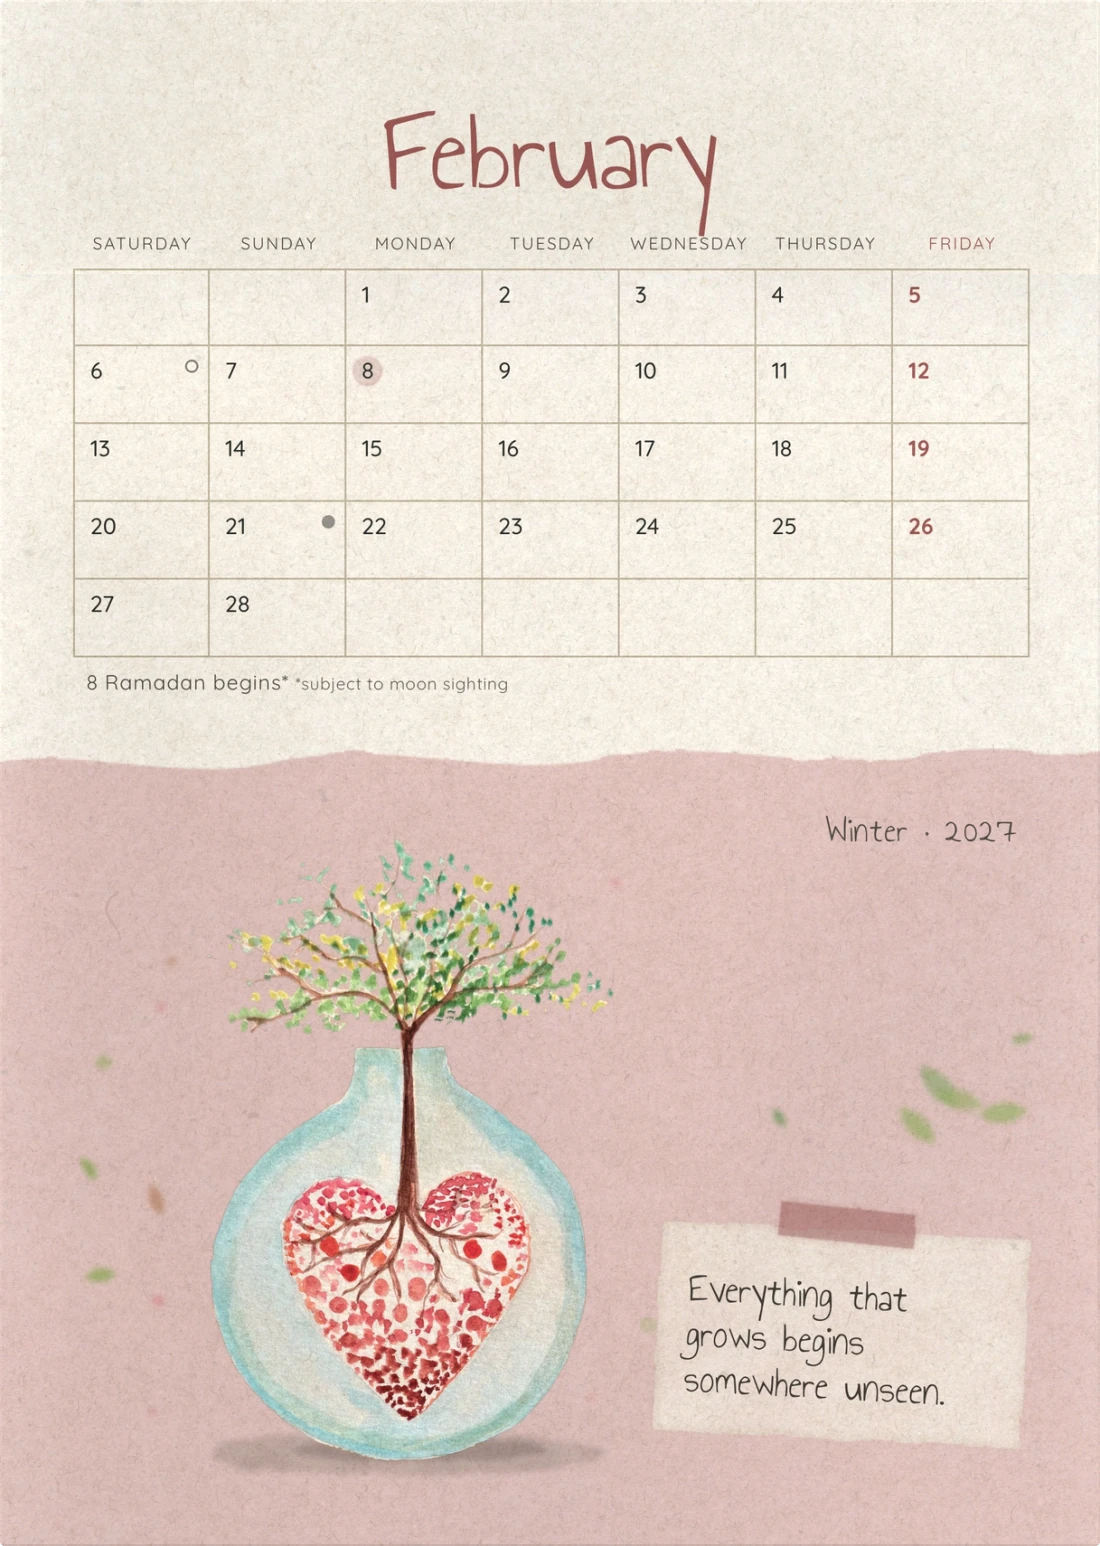 February
SATURDAY SUNDAY MONDAY TUESDAY WEDNESDAY THURSDAY FRIDAY
1 2 3 4 5
6 7 8 9 10 11 12
13 14 15 16 17 18 19
20 21 22 23 24 25 26
27 28
8 Ramadan begins* *subject to moon sighting
Winter · 2027
Everything that
grows begins
somewhere unseen.